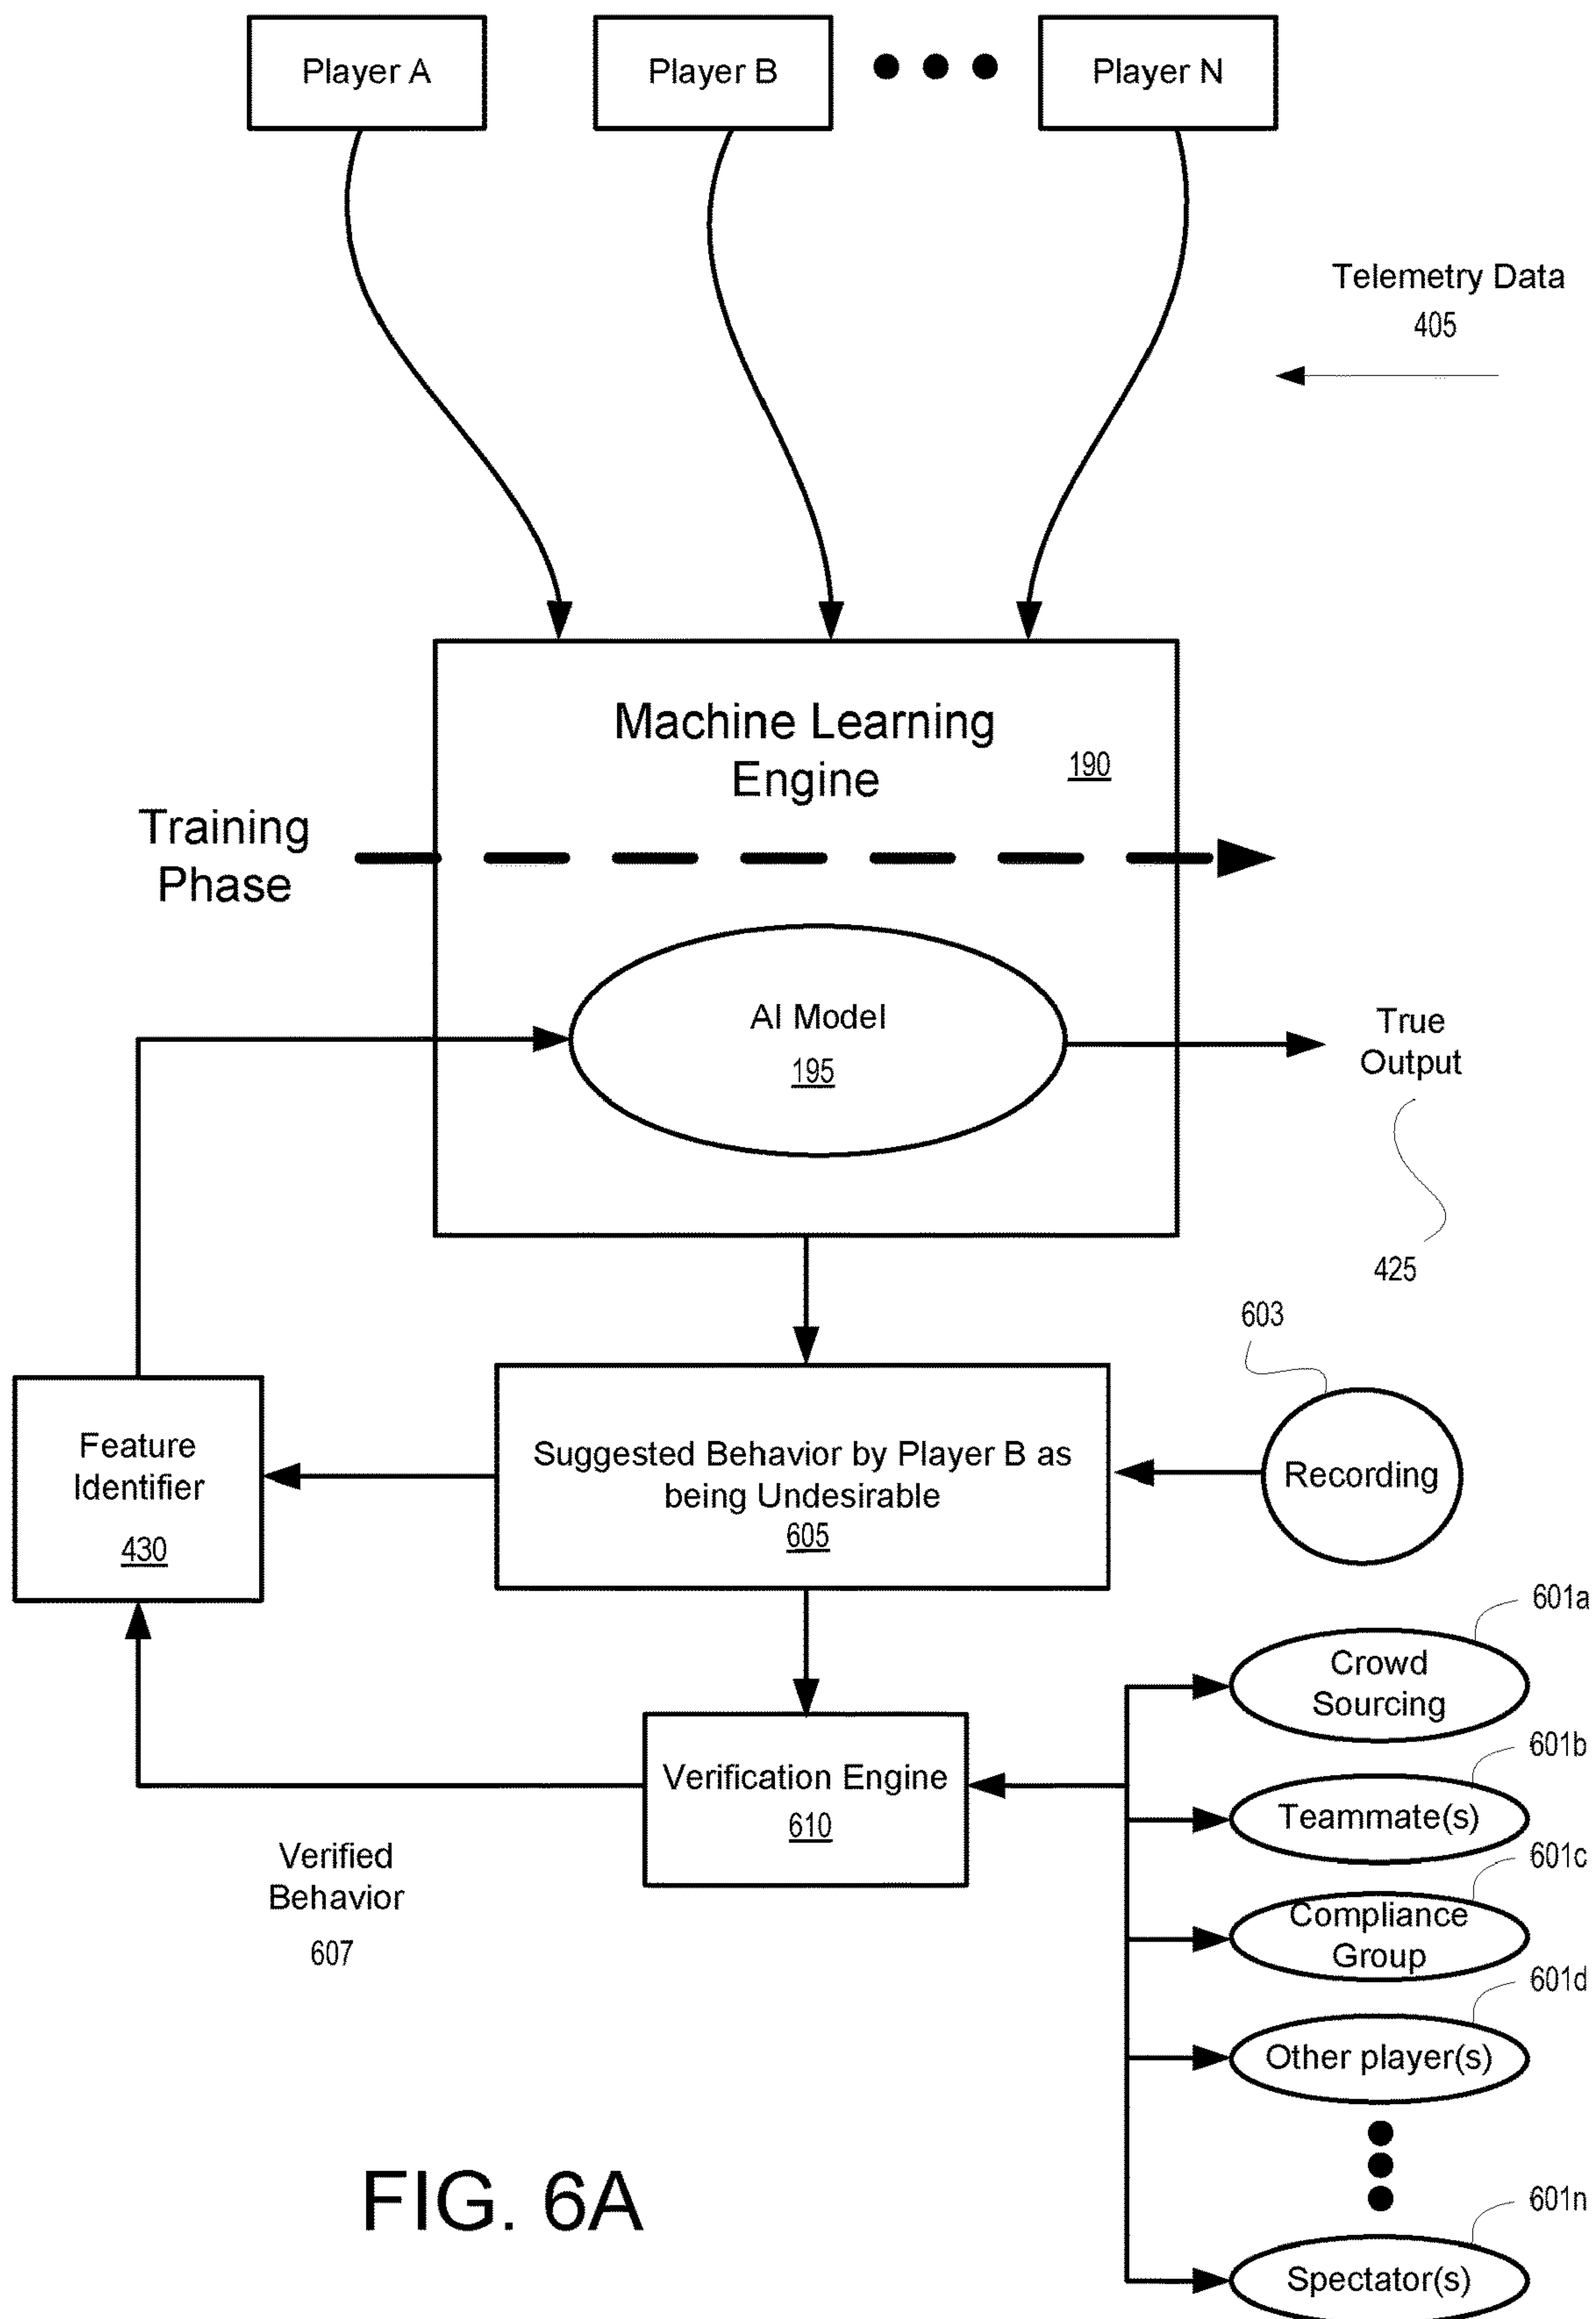 Player A
Player B
Player N
Telemetry Data
405
Machine Learning
Engine
190
Training
Phase
AI Model
195
True
Output
425
603
Feature
Identifier
430
Suggested Behavior by Player B as
being Undesirable
605
Recording
601a
Crowd
Sourcing
601b
Verification Engine
610
Teammate(s)
601c
Verified
Behavior
607
Compliance
Group
601d
Other player(s)
FIG. 6A
601n
Spectator(s)